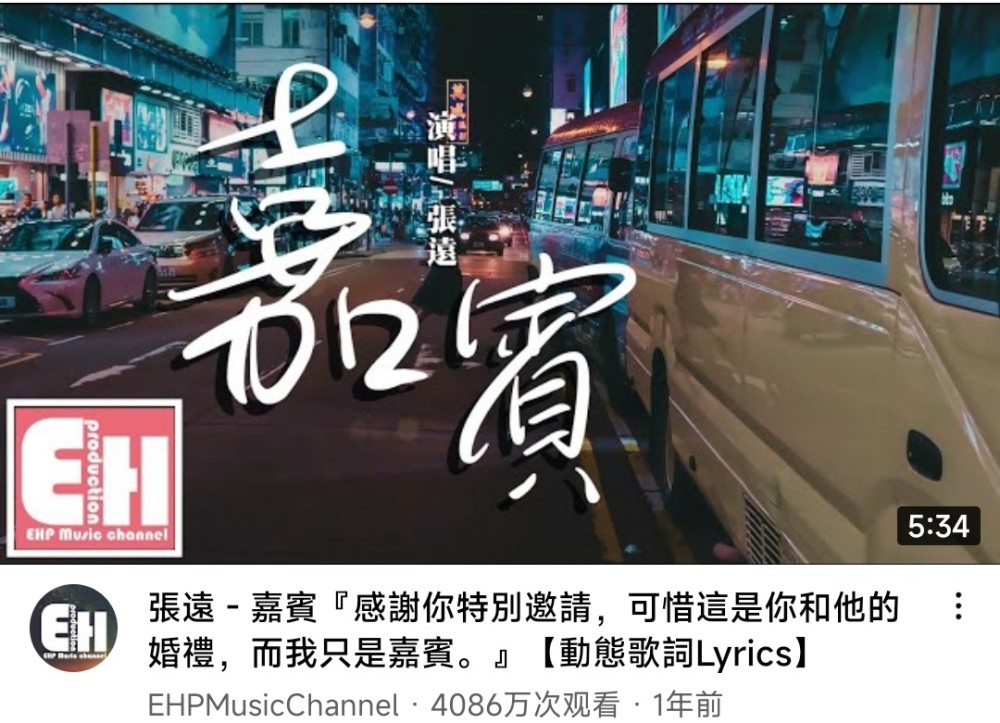 嘉賓
演唱/張遠
EH
production
EHP Music channel
5:34
張遠 - 嘉賓『感謝你特別邀請，可惜這是你和他的
婚禮，而我只是嘉賓。』【動態歌詞Lyrics】
EHPMusicChannel · 4086万次观看 · 1年前